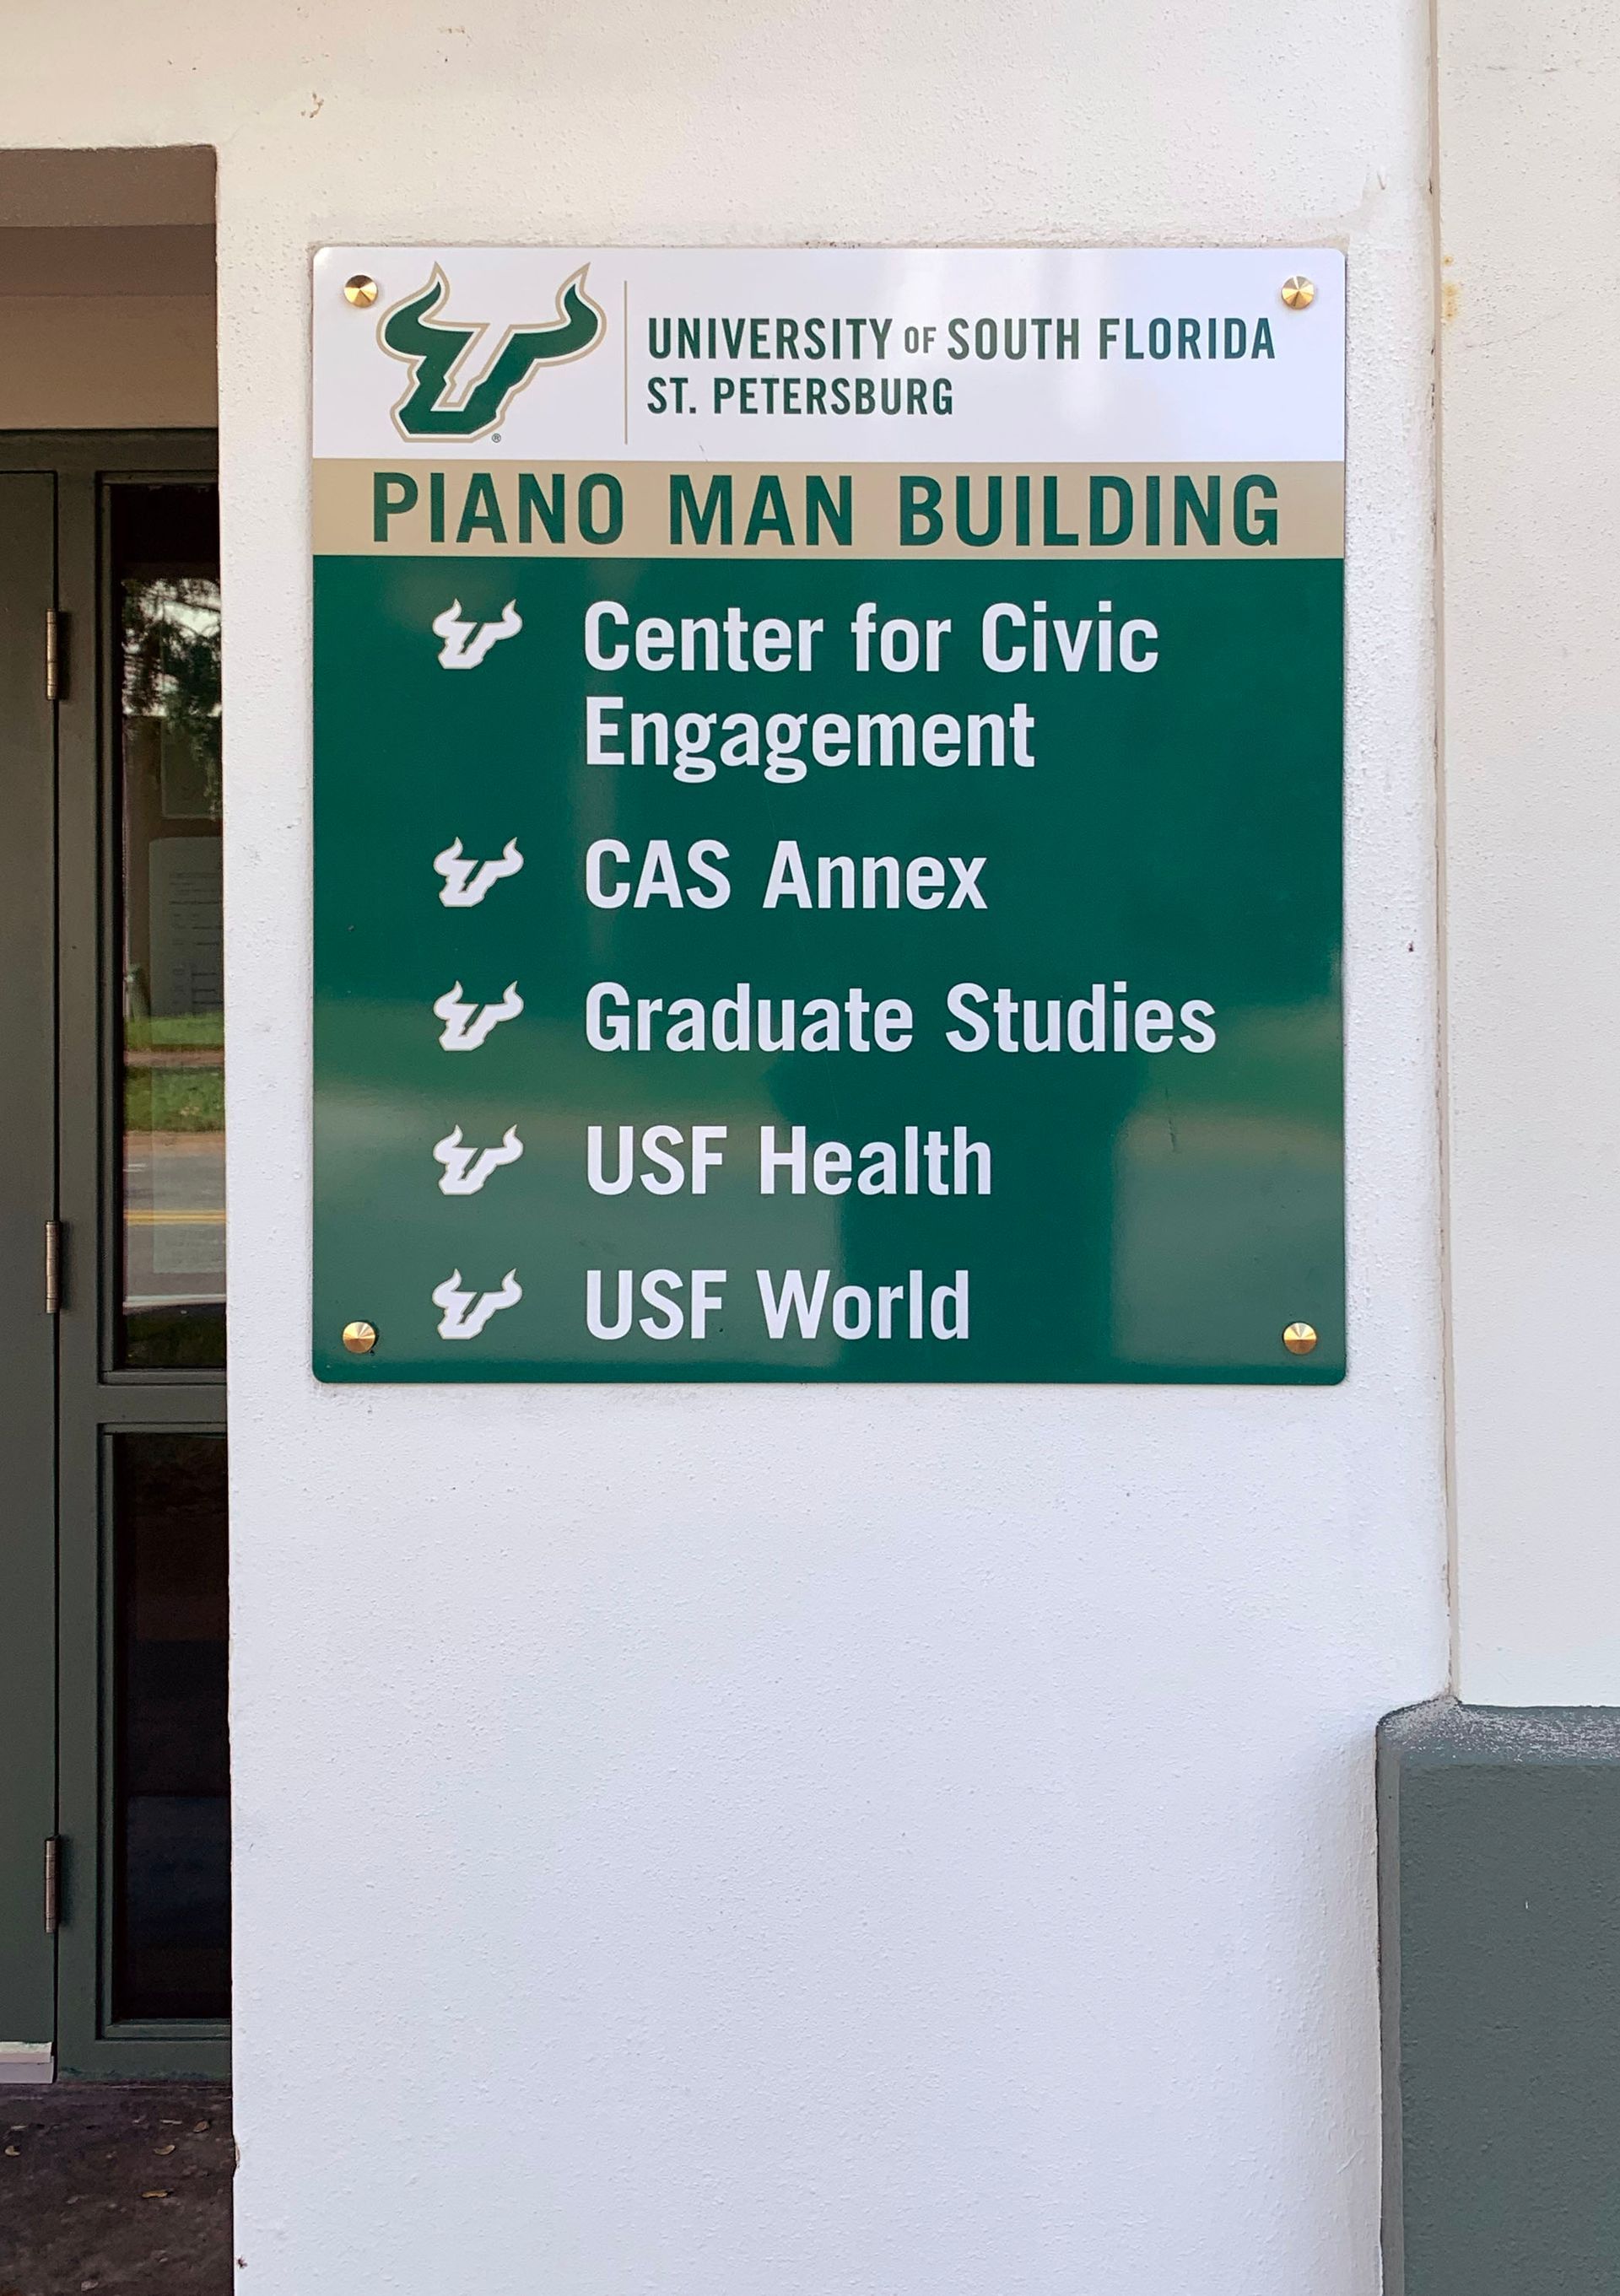 UNIVERSITY OF SOUTH FLORIDA
ST. PETERSBURG
PIANO MAN BUILDING
Center for Civic
Engagement
CAS Annex
Graduate Studies
USF Health
USF World